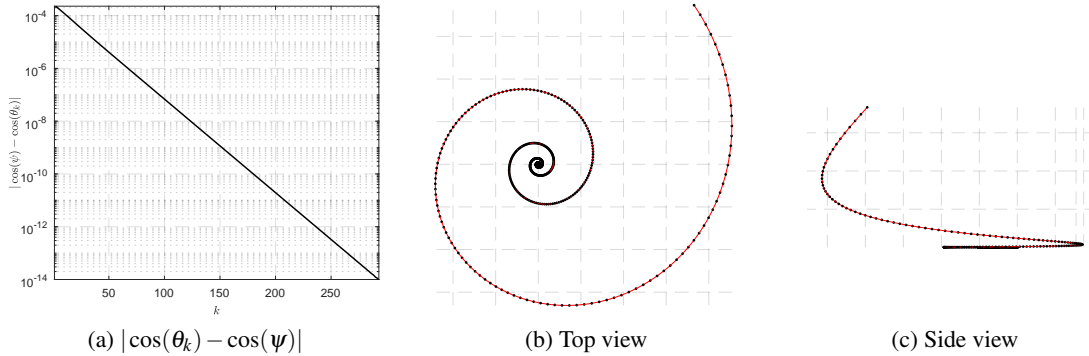 10^{-4}
10^{-6}
10^{-8}
10^{-10}
10^{-12}
10^{-14}
|cos(ψ) − cos(θ_k)|
50 100 150 200 250
k
(a) |cos(θ_k) − cos(ψ)|
(b) Top view
(c) Side view